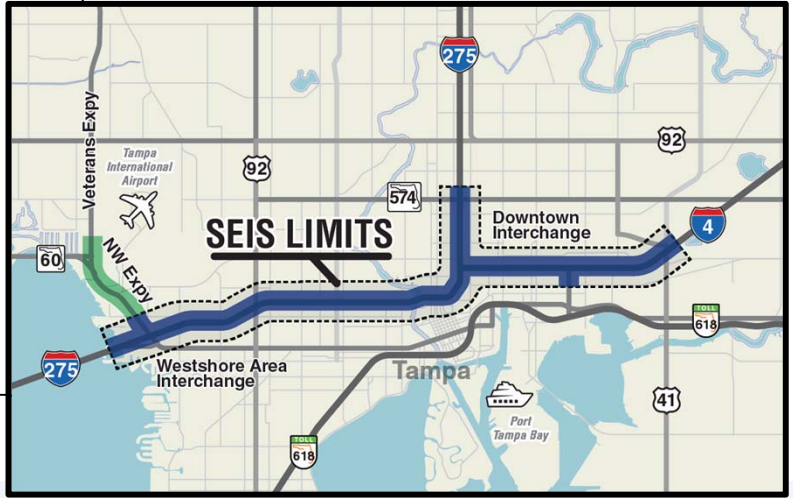 275
92
Veterans Expy
Tampa
International
Airport
92
574
Downtown
Interchange
4
SEIS LIMITS
60
NW Expy
TOLL
618
275
Westshore Area
Interchange
Tampa
41
Port
Tampa Bay
TOLL
618